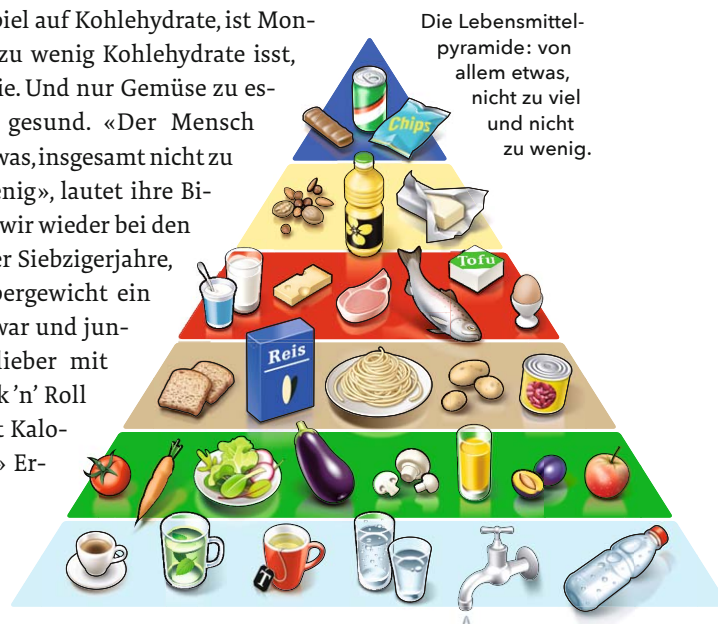 piel auf Kohlehydrate, ist Mon-
zu wenig Kohlehydrate isst,
ie. Und nur Gemüse zu es-
gesund. «Der Mensch
was, insgesamt nicht zu
enig», lautet ihre Bi-
wir wieder bei den
er Siebzigerjahre,
bergewicht ein
war und jun-
lieber mit
k ’n’ Roll
t Kalo-
» Er-
Die Lebensmittel-
pyramide: von
allem etwas,
nicht zu viel
und nicht
zu wenig.
Chips
Tofu
Reis
T